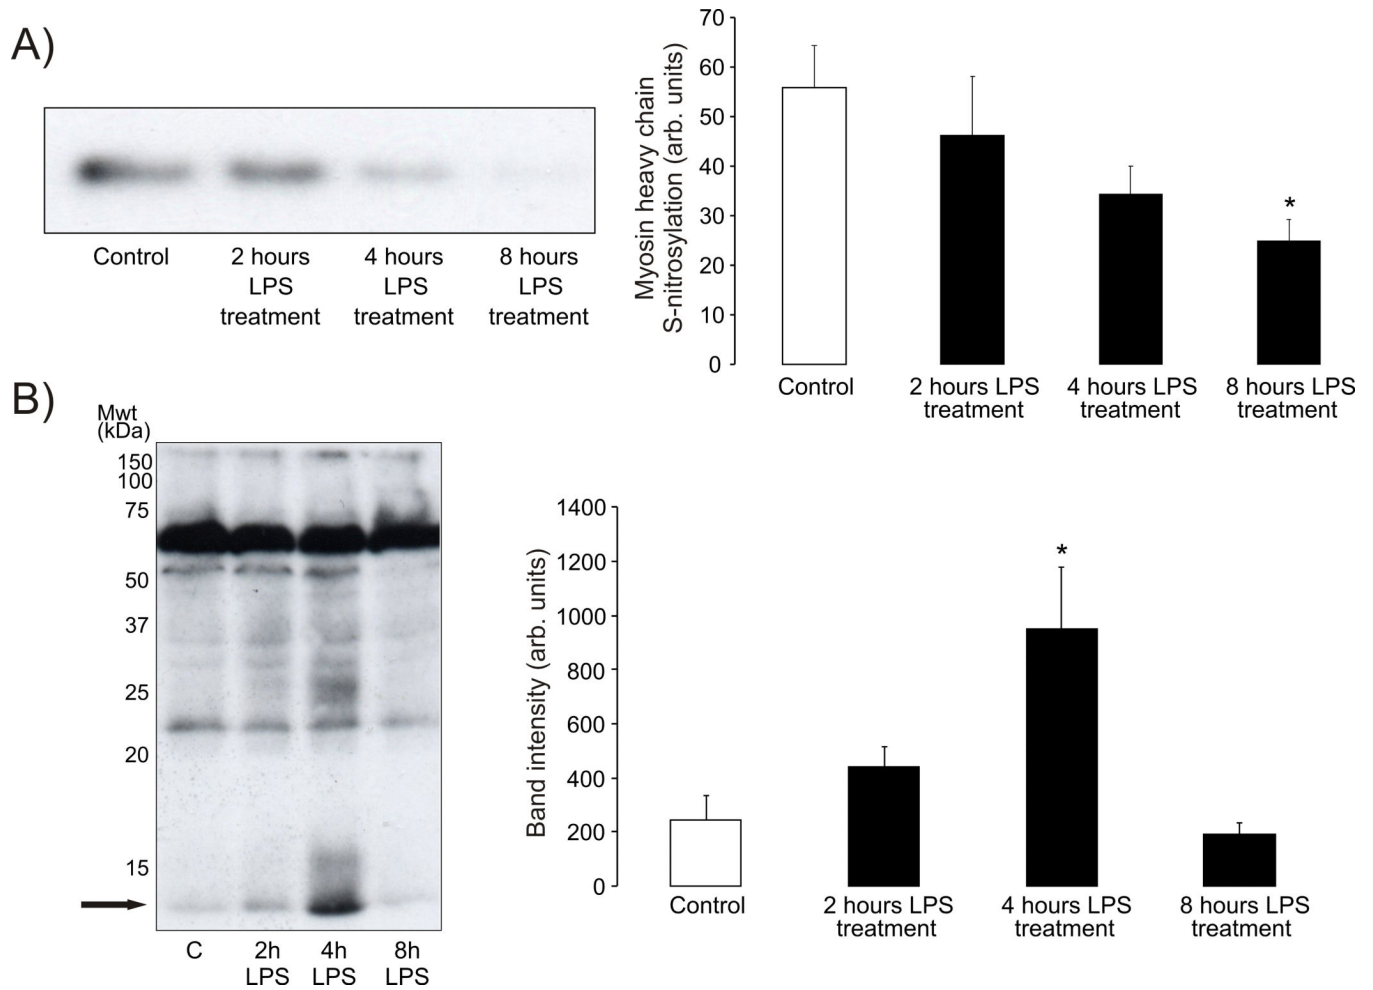 A)
Control
2 hours
LPS
treatment
4 hours
LPS
treatment
8 hours
LPS
treatment
Myosin heavy chain
S-nitrosylation (arb. units)
70
60
50
40
30
20
10
0
*
Control
2 hours LPS
treatment
4 hours LPS
treatment
8 hours LPS
treatment
B)
Mwt
(kDa)
150
100
75
50
37
25
20
15
C
2h
LPS
4h
LPS
8h
LPS
Band intensity (arb. units)
1400
1200
1000
800
600
400
200
0
*
Control
2 hours LPS
treatment
4 hours LPS
treatment
8 hours LPS
treatment